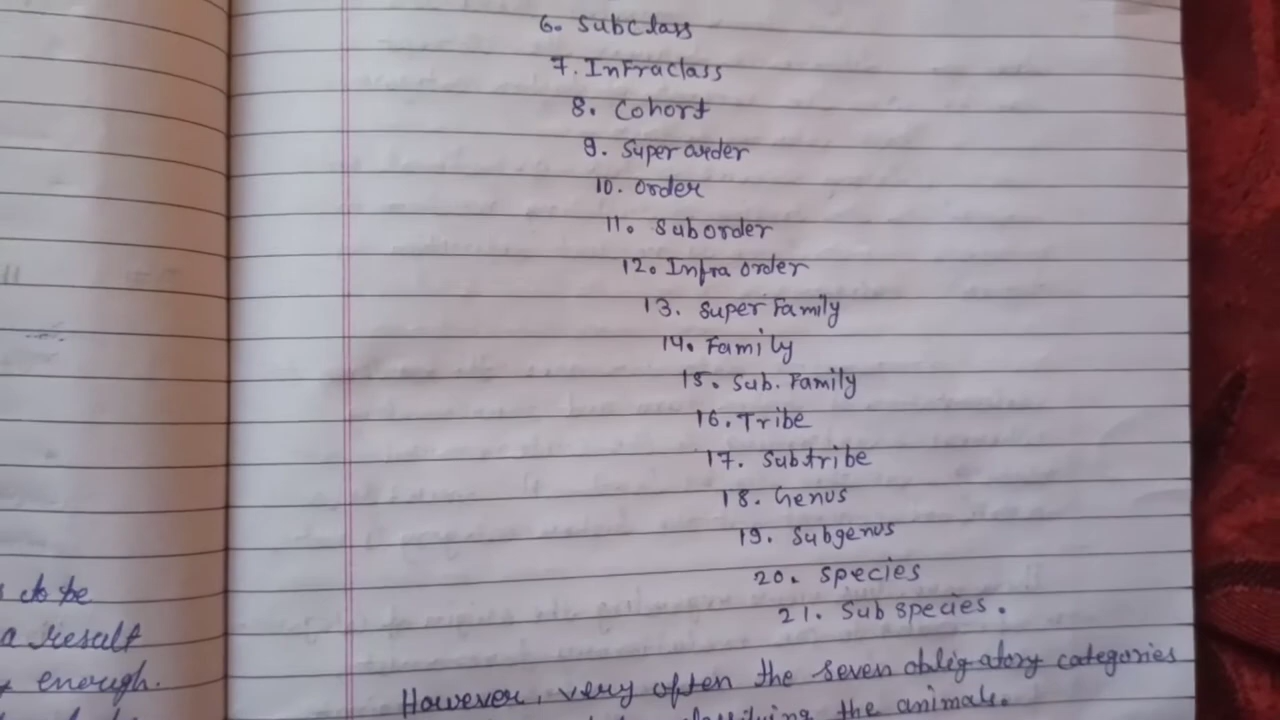 6. Subclass
7. Infraclass
8. Cohort
9. Super order
10. Order
11. Suborder
12. Infra order
13. Super Family
14. Family
15. Sub. Family
16. Tribe
17. Subtribe
18. Genus
19. Subgenus
20. Species
21. Sub species.
to be
a result
enough.
However, very often the seven obligatory categories
the animals.